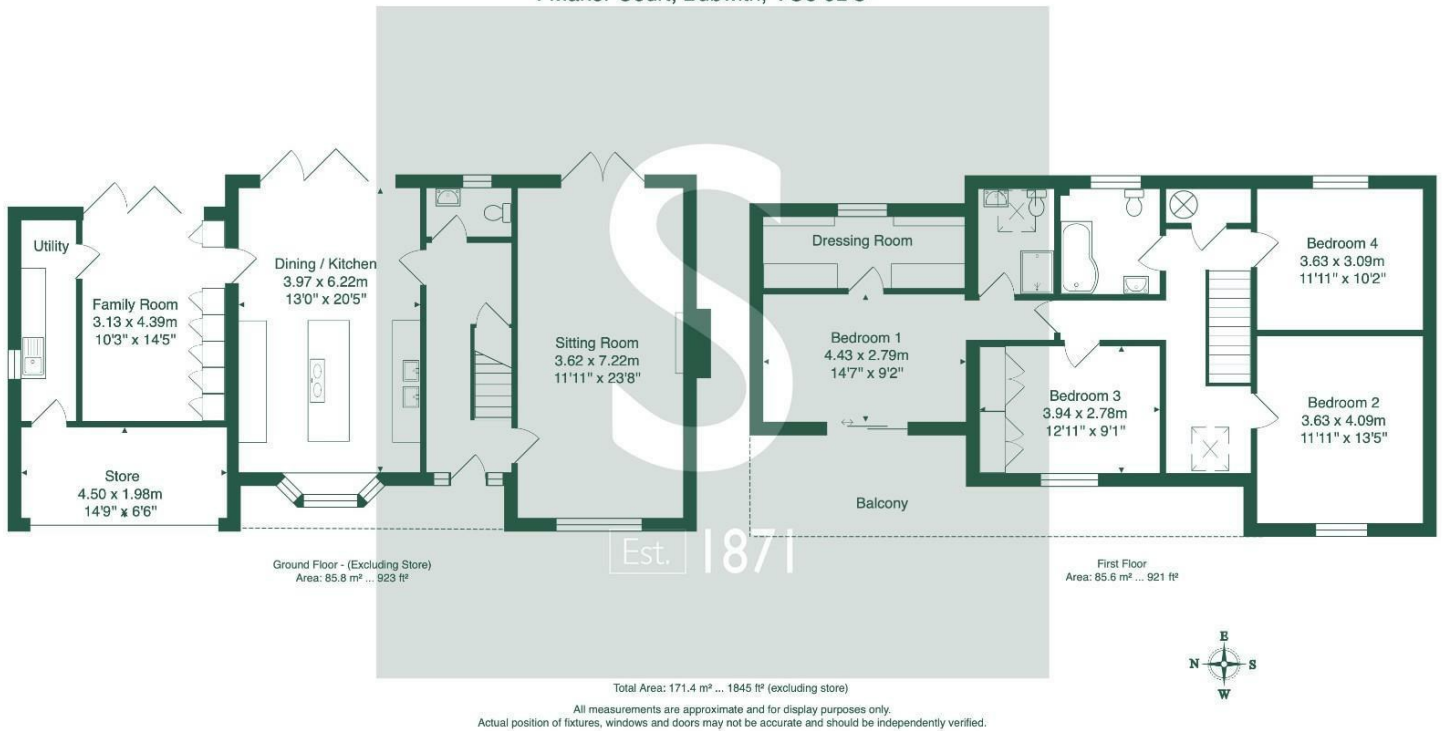 Utility
Family Room
3.13 x 4.39m
10'3" x 14'5"
Dining / Kitchen
3.97 x 6.22m
13'0" x 20'5"
Sitting Room
3.62 x 7.22m
11'11" x 23'8"
Store
4.50 x 1.98m
14'9" x 6'6"
Dressing Room
Bedroom 1
4.43 x 2.79m
14'7" x 9'2"
Bedroom 3
3.94 x 2.78m
12'11" x 9'1"
Bedroom 4
3.63 x 3.09m
11'11" x 10'2"
Bedroom 2
3.63 x 4.09m
11'11" x 13'5"
Balcony
S
Est. 1871
Ground Floor - (Excluding Store)
Area: 85.8 m² ... 923 ft²
First Floor
Area: 85.6 m² ... 921 ft²
E
N S
W
Total Area: 171.4 m² ... 1845 ft² (excluding store)
All measurements are approximate and for display purposes only.
Actual position of fixtures, windows and doors may not be accurate and should be independently verified.